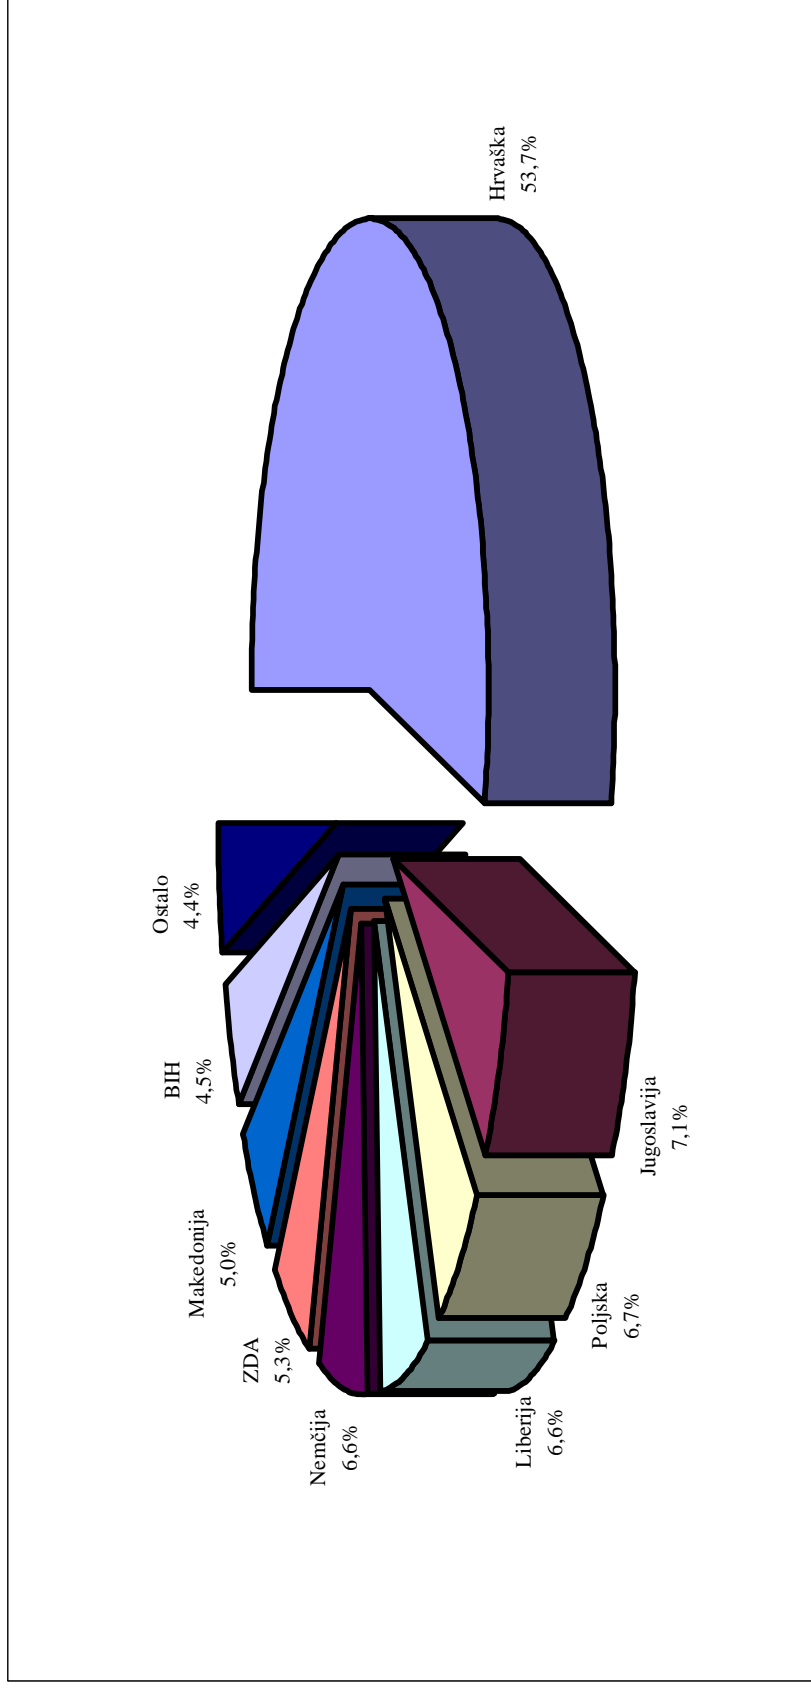 Ostalo
4,4%
BIH
4,5%
Makedonija
5,0%
ZDA
5,3%
Nemčija
6,6%
Liberija
6,6%
Poljska
6,7%
Jugoslavija
7,1%
Hrvaška
53,7%